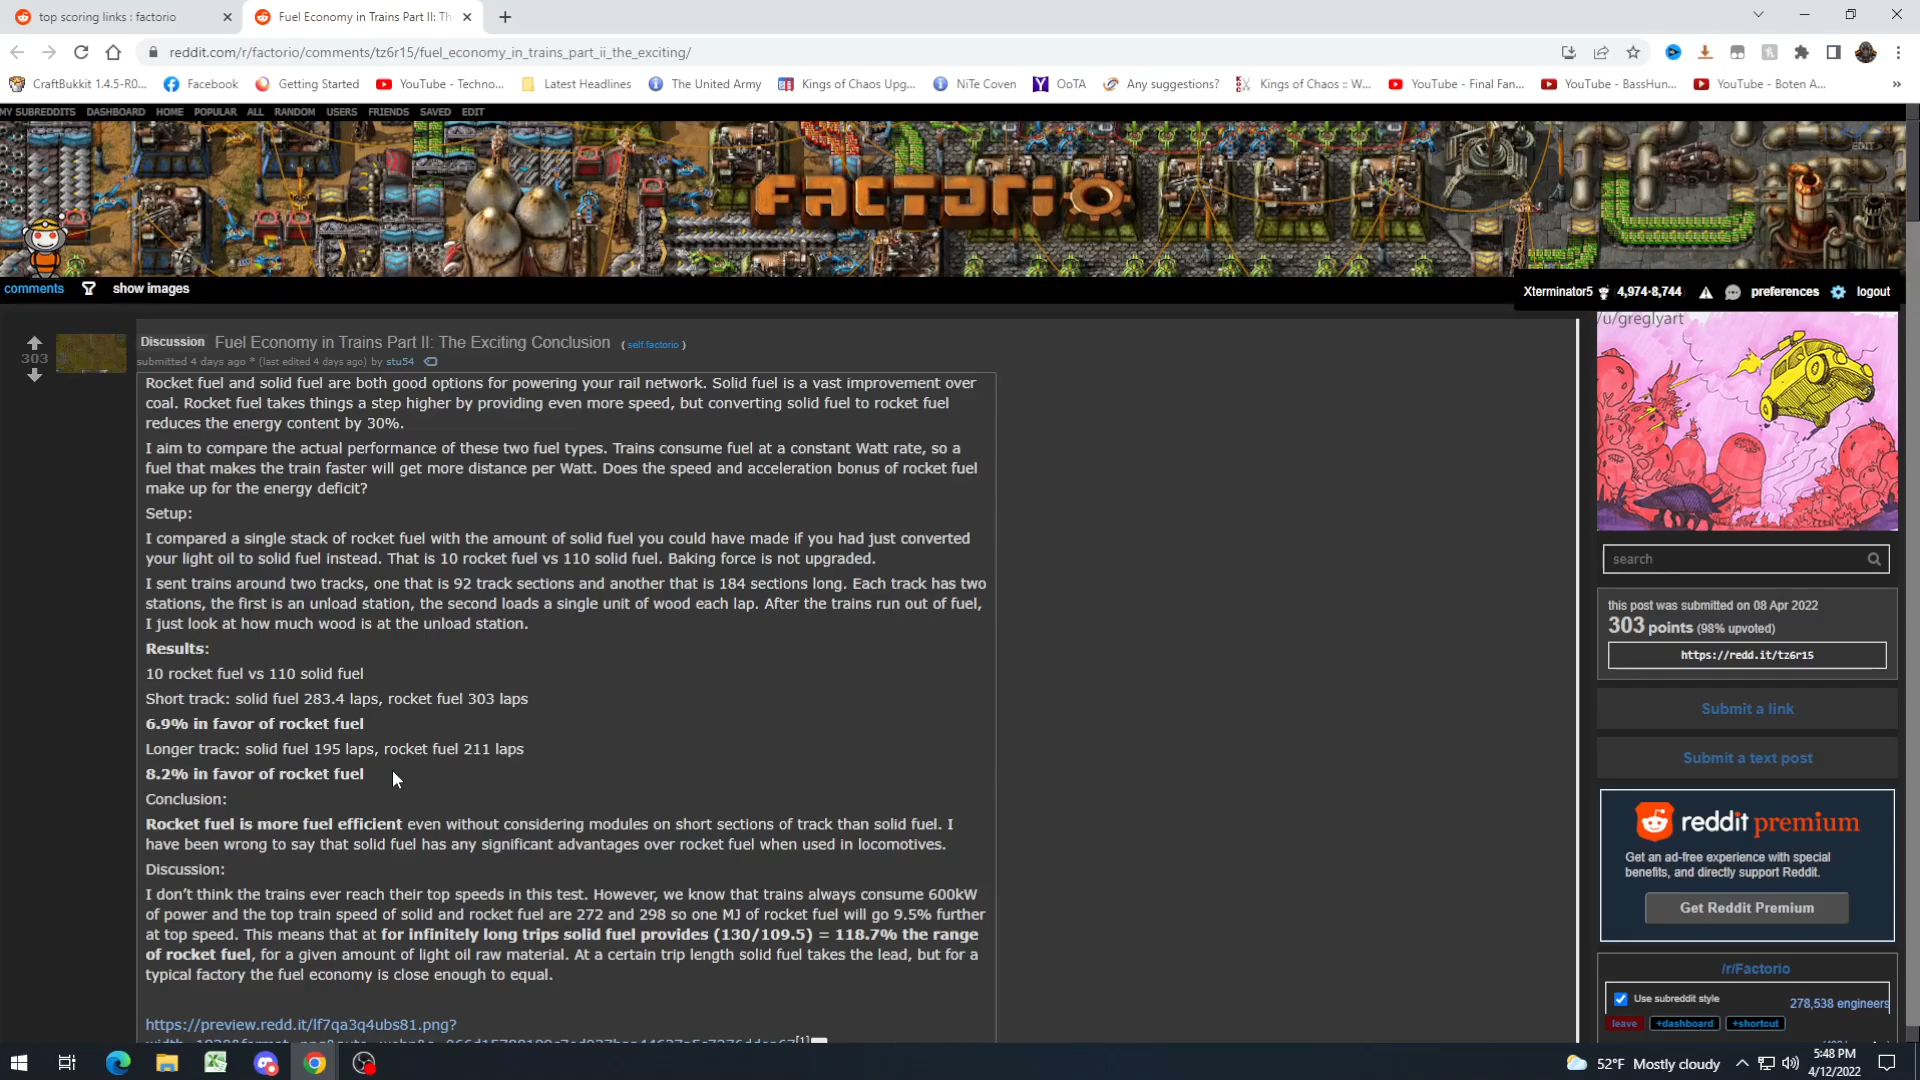 top scoring links : factorio
Fuel Economy in Trains Part II: Th
reddit.com/r/factorio/comments/tz6r15/fuel_economy_in_trains_part_ii_the_exciting/
CraftBukkit 1.4.5-R0...
Facebook
Getting Started
YouTube - Techno...
Latest Headlines
The United Army
Kings of Chaos Upg...
NiTe Coven
OoTA
Any suggestions?
Kings of Chaos :: W...
YouTube - Final Fan...
YouTube - BassHun...
YouTube - Boten A...
MY SUBREDDITS DASHBOARD HOME POPULAR ALL RANDOM USERS FRIENDS SAVED EDIT
FACTORIO
comments show images
Xterminator5 4,974·8,744 preferences logout
303
Discussion Fuel Economy in Trains Part II: The Exciting Conclusion ( self.factorio )
submitted 4 days ago * (last edited 4 days ago) by stu54
Rocket fuel and solid fuel are both good options for powering your rail network. Solid fuel is a vast improvement over
coal. Rocket fuel takes things a step higher by providing even more speed, but converting solid fuel to rocket fuel
reduces the energy content by 30%.
I aim to compare the actual performance of these two fuel types. Trains consume fuel at a constant Watt rate, so a
fuel that makes the train faster will get more distance per Watt. Does the speed and acceleration bonus of rocket fuel
make up for the energy deficit?
Setup:
I compared a single stack of rocket fuel with the amount of solid fuel you could have made if you had just converted
your light oil to solid fuel instead. That is 10 rocket fuel vs 110 solid fuel. Baking force is not upgraded.
I sent trains around two tracks, one that is 92 track sections and another that is 184 sections long. Each track has two
stations, the first is an unload station, the second loads a single unit of wood each lap. After the trains run out of fuel,
I just look at how much wood is at the unload station.
Results:
10 rocket fuel vs 110 solid fuel
Short track: solid fuel 283.4 laps, rocket fuel 303 laps
6.9% in favor of rocket fuel
Longer track: solid fuel 195 laps, rocket fuel 211 laps
8.2% in favor of rocket fuel
Conclusion:
Rocket fuel is more fuel efficient even without considering modules on short sections of track than solid fuel. I
have been wrong to say that solid fuel has any significant advantages over rocket fuel when used in locomotives.
Discussion:
I don't think the trains ever reach their top speeds in this test. However, we know that trains always consume 600kW
of power and the top train speed of solid and rocket fuel are 272 and 298 so one MJ of rocket fuel will go 9.5% further
at top speed. This means that at for infinitely long trips solid fuel provides (130/109.5) = 118.7% the range
of rocket fuel, for a given amount of light oil raw material. At a certain trip length solid fuel takes the lead, but for a
typical factory the fuel economy is close enough to equal.
https://preview.redd.it/lf7qa3q4ubs81.png?
/u/greglyart
search
this post was submitted on 08 Apr 2022
303 points (98% upvoted)
https://redd.it/tz6r15
Submit a link
Submit a text post
reddit premium
Get an ad-free experience with special
benefits, and directly support Reddit.
Get Reddit Premium
/r/Factorio
Use subreddit style 278,538 engineers
leave +dashboard +shortcut
52°F Mostly cloudy
5:48 PM
4/12/2022